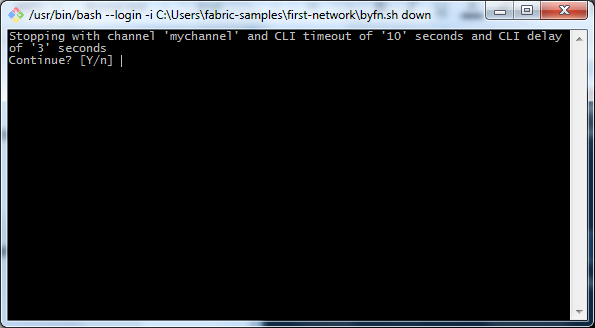 /usr/bin/bash --login -i C:\Users\fabric-samples\first-network\byfn.sh down
Stopping with channel 'mychannel' and CLI timeout of '10' seconds and CLI delay
of '3' seconds
Continue? [Y/n]